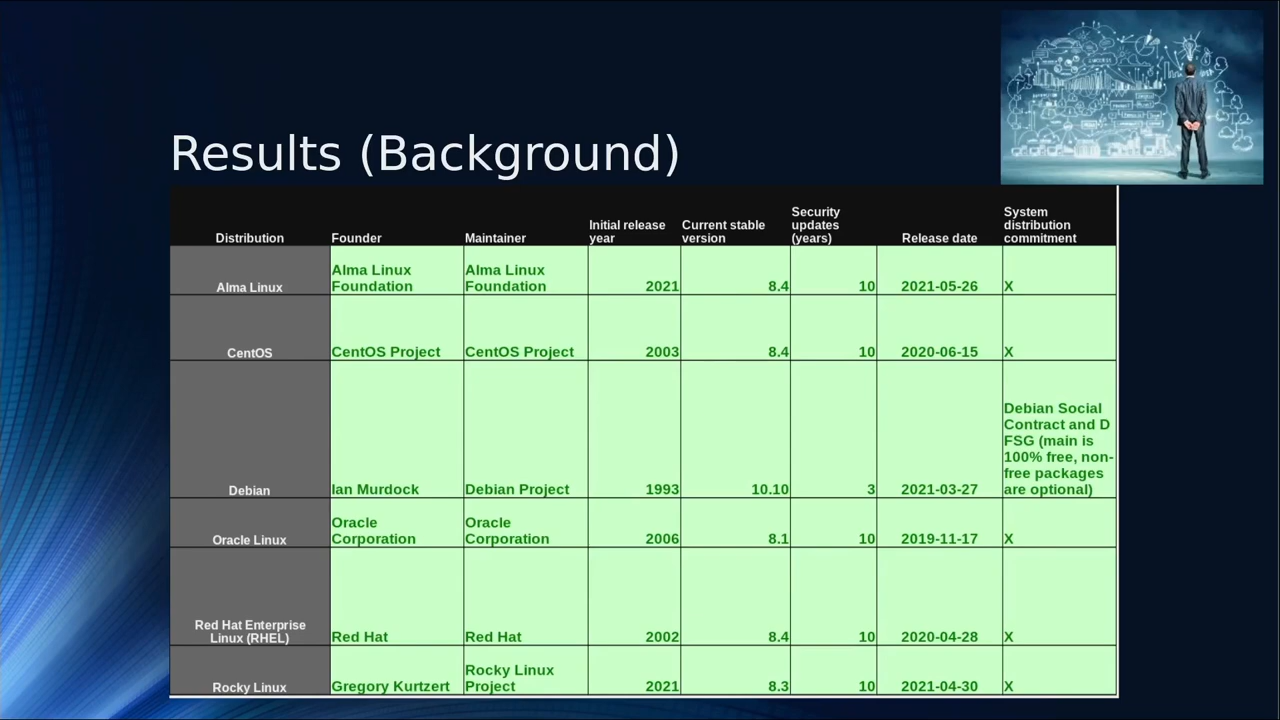 Results (Background)
Distribution Founder Maintainer Initial release year Current stable version Security updates (years) Release date System distribution commitment
Alma Linux Alma Linux Foundation Alma Linux Foundation 2021 8.4 10 2021-05-26 X
CentOS CentOS Project CentOS Project 2003 8.4 10 2020-06-15 X
Debian Ian Murdock Debian Project 1993 10.10 3 2021-03-27 Debian Social Contract and D FSG (main is 100% free, non-free packages are optional)
Oracle Linux Oracle Corporation Oracle Corporation 2006 8.1 10 2019-11-17 X
Red Hat Enterprise Linux (RHEL) Red Hat Red Hat 2002 8.4 10 2020-04-28 X
Rocky Linux Gregory Kurtzert Rocky Linux Project 2021 8.3 10 2021-04-30 X